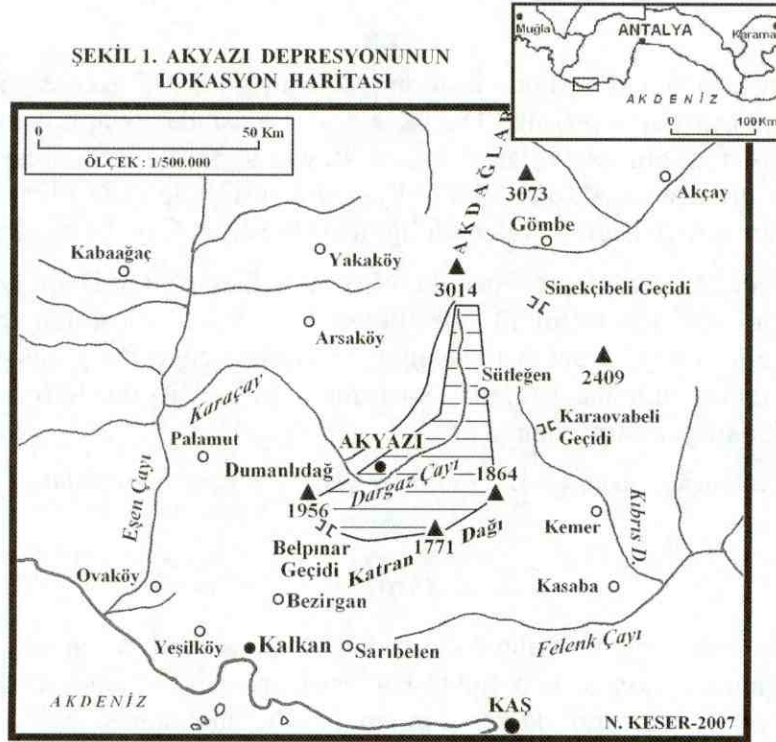 ŞEKİL 1. AKYAZI DEPRESYONUNUN
LOKASYON HARİTASI
Muğla
ANTALYA
Karaman
AKDENİZ
0 100 Km
0 50 Km
ÖLÇEK : 1/500.000
AKDAĞLAR
3073
Akçay
Gömbe
Kabaağaç
Yakaköy
3014
Sinekçibeli Geçidi
Arsaköy
2409
Sütleğen
Karaçay
Karaovabeli
Geçidi
Palamut
AKYAZI
Dumanlıdağ
Dargaz Çayı
1864
1956
Eşen Çayı
Kıbrıs D.
Kemer
Belpınar
Geçidi
1771
Katran Dağı
Ovaköy
Bezirgan
Kasaba
Yeşilköy
Kalkan
Sarıbelen
Felenk Çayı
AKDENİZ
KAŞ
N. KESER-2007